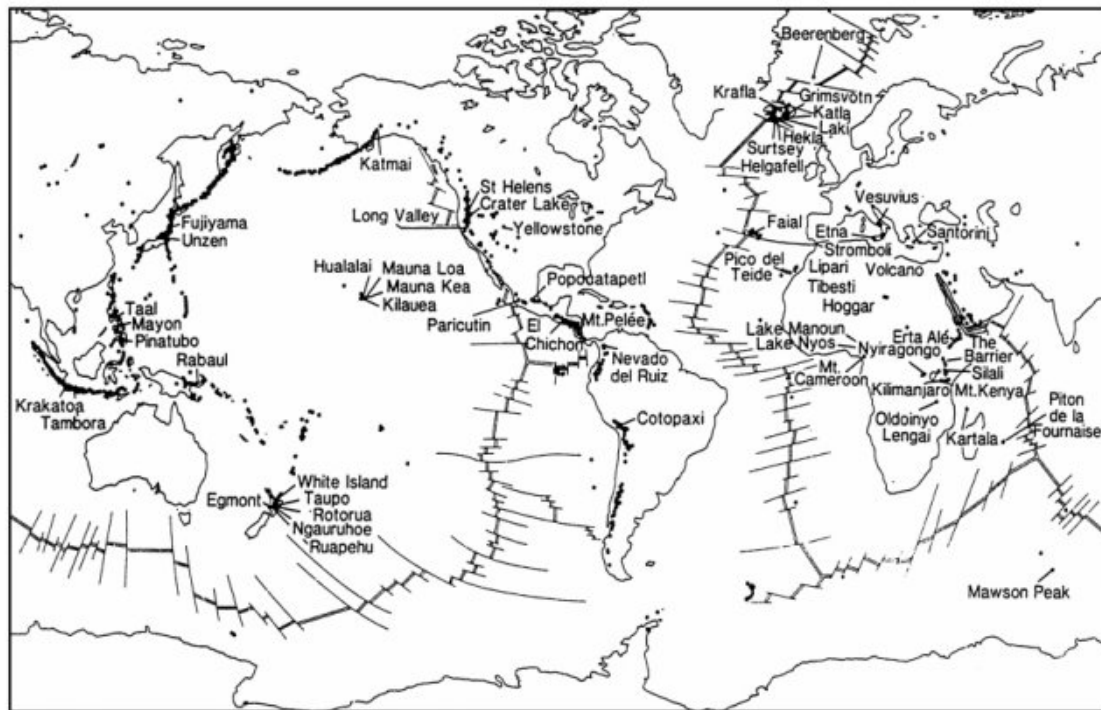 Beerenberg
Krafla
Grimsvötn
Katla
Laki
Hekla
Surtsey
Helgafell
Katmai
St Helens
Crater Lake
Long Valley
Yellowstone
Fujiyama
Unzen
Faial
Vesuvius
Etna
Santorini
Stromboli
Pico del
Teide
Lipari
Volcano
Tibesti
Hoggar
Hualalai
Mauna Loa
Mauna Kea
Kilauea
Popocatapetl
Paricutin
El
Chichon
Mt.Pelée
Taal
Mayon
Pinatubo
Rabaul
Lake Manoun
Lake Nyos
Erta Alé
The
Barrier
Nyiragongo
Silali
Nevado
del Ruiz
Mt.
Cameroon
Kilimanjaro
Mt.Kenya
Krakatoa
Tambora
Cotopaxi
Oldoinyo
Lengai
Kartala
Piton
de la
Fournaise
White Island
Egmont
Taupo
Rotorua
Ngauruhoe
Ruapehu
Mawson Peak